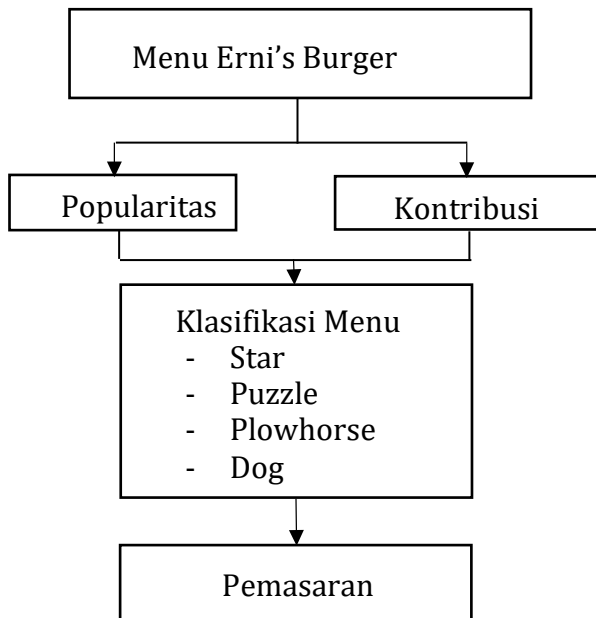 Menu Erni’s Burger
Popularitas
Kontribusi
Klasifikasi Menu
- Star
- Puzzle
- Plowhorse
- Dog
Pemasaran